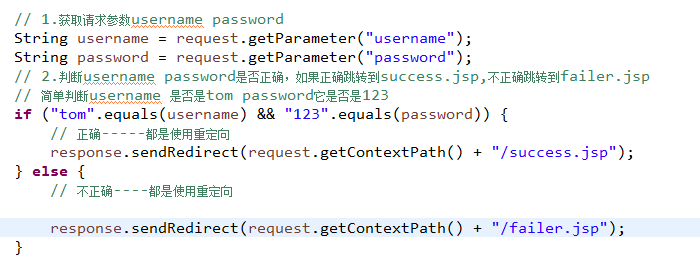 // 1.获取请求参数username password
String username = request.getParameter("username");
String password = request.getParameter("password");
// 2.判断username password是否正确，如果正确跳转到success.jsp,不正确跳转到failer.jsp
// 简单判断username 是否是tom password它是否是123
if ("tom".equals(username) && "123".equals(password)) {
// 正确-----都是使用重定向
response.sendRedirect(request.getContextPath() + "/success.jsp");
} else {
// 不正确----都是使用重定向
response.sendRedirect(request.getContextPath() + "/failer.jsp");
}